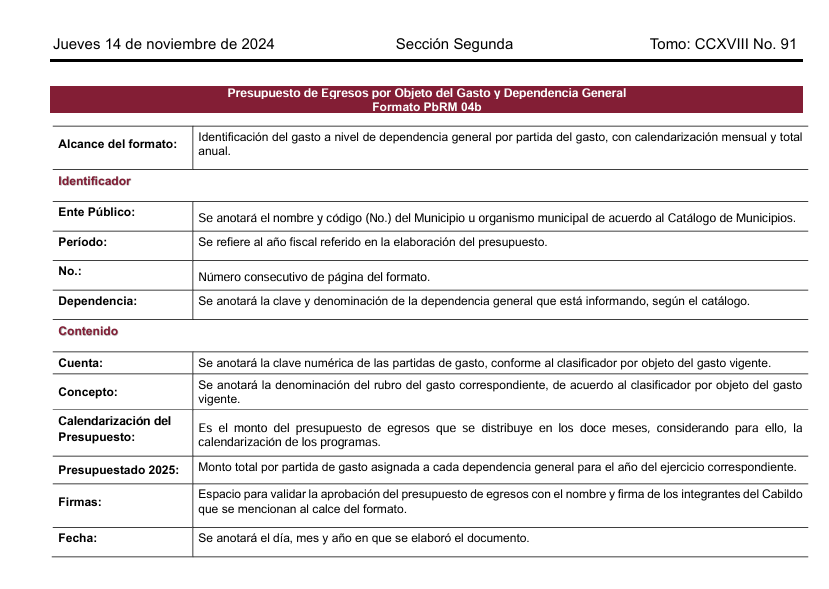 Jueves 14 de noviembre de 2024 Sección Segunda Tomo: CCXVIII No. 91
Presupuesto de Egresos por Objeto del Gasto y Dependencia General
Formato PbRM 04b
Alcance del formato: Identificación del gasto a nivel de dependencia general por partida del gasto, con calendarización mensual y total
anual.
Identificador
Ente Público: Se anotará el nombre y código (No.) del Municipio u organismo municipal de acuerdo al Catálogo de Municipios.
Período: Se refiere al año fiscal referido en la elaboración del presupuesto.
No.: Número consecutivo de página del formato.
Dependencia: Se anotará la clave y denominación de la dependencia general que está informando, según el catálogo.
Contenido
Cuenta: Se anotará la clave numérica de las partidas de gasto, conforme al clasificador por objeto del gasto vigente.
Concepto: Se anotará la denominación del rubro del gasto correspondiente, de acuerdo al clasificador por objeto del gasto
vigente.
Calendarización del
Presupuesto: Es el monto del presupuesto de egresos que se distribuye en los doce meses, considerando para ello, la
calendarización de los programas.
Presupuestado 2025: Monto total por partida de gasto asignada a cada dependencia general para el año del ejercicio correspondiente.
Firmas: Espacio para validar la aprobación del presupuesto de egresos con el nombre y firma de los integrantes del Cabildo
que se mencionan al calce del formato.
Fecha: Se anotará el día, mes y año en que se elaboró el documento.